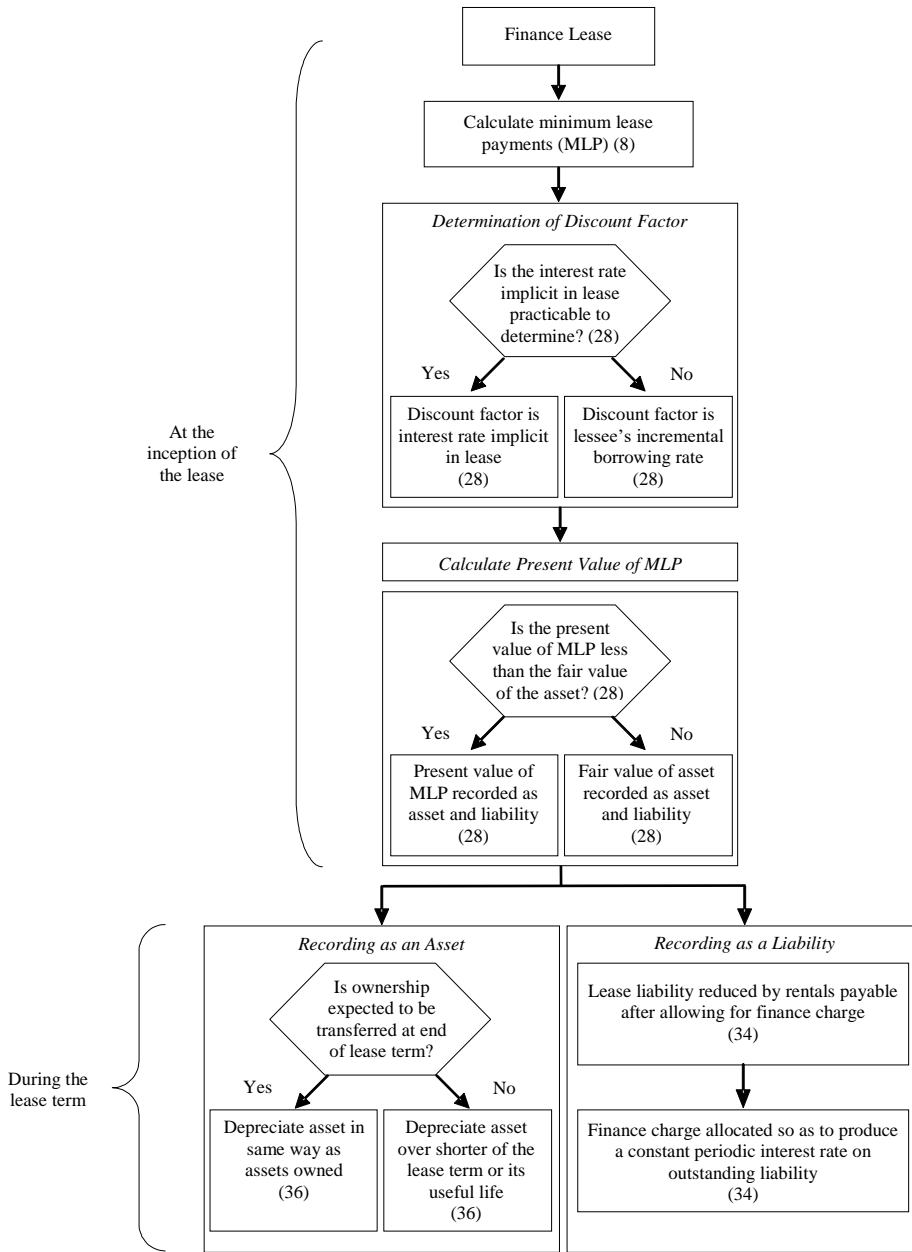 Finance Lease
Calculate minimum lease
payments (MLP) (8)
Determination of Discount Factor
Is the interest rate
implicit in lease
practicable to
determine? (28)
Yes
No
Discount factor is
interest rate implicit
in lease
(28)
Discount factor is
lessee’s incremental
borrowing rate
(28)
At the
inception of
the lease
Calculate Present Value of MLP
Is the present
value of MLP less
than the fair value
of the asset? (28)
Yes
No
Present value of
MLP recorded as
asset and liability
(28)
Fair value of asset
recorded as asset
and liability
(28)
During the
lease term
Recording as an Asset
Is ownership
expected to be
transferred at end
of lease term?
Yes
No
Depreciate asset in
same way as
assets owned
(36)
Depreciate asset
over shorter of the
lease term or its
useful life
(36)
Recording as a Liability
Lease liability reduced by rentals payable
after allowing for finance charge
(34)
Finance charge allocated so as to produce
a constant periodic interest rate on
outstanding liability
(34)